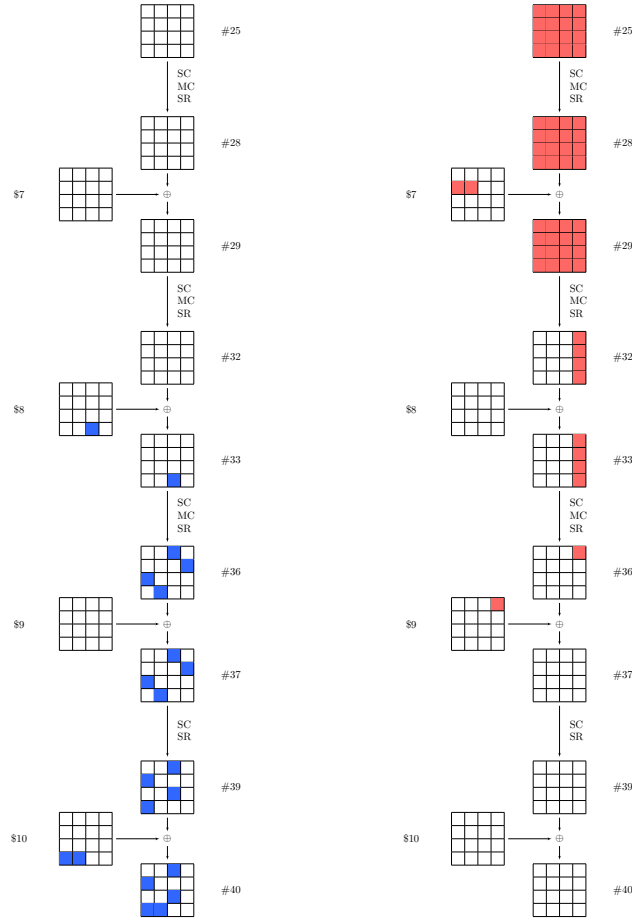 #25 #25
SC SC
MC MC
SR SR
#28 #28
$7 ⊕ $7 ⊕
#29 #29
SC SC
MC MC
SR SR
#32 #32
$8 ⊕ $8 ⊕
#33 #33
SC SC
MC MC
SR SR
#36 #36
$9 ⊕ $9 ⊕
#37 #37
SC SC
SR SR
#39 #39
$10 ⊕ $10 ⊕
#40 #40